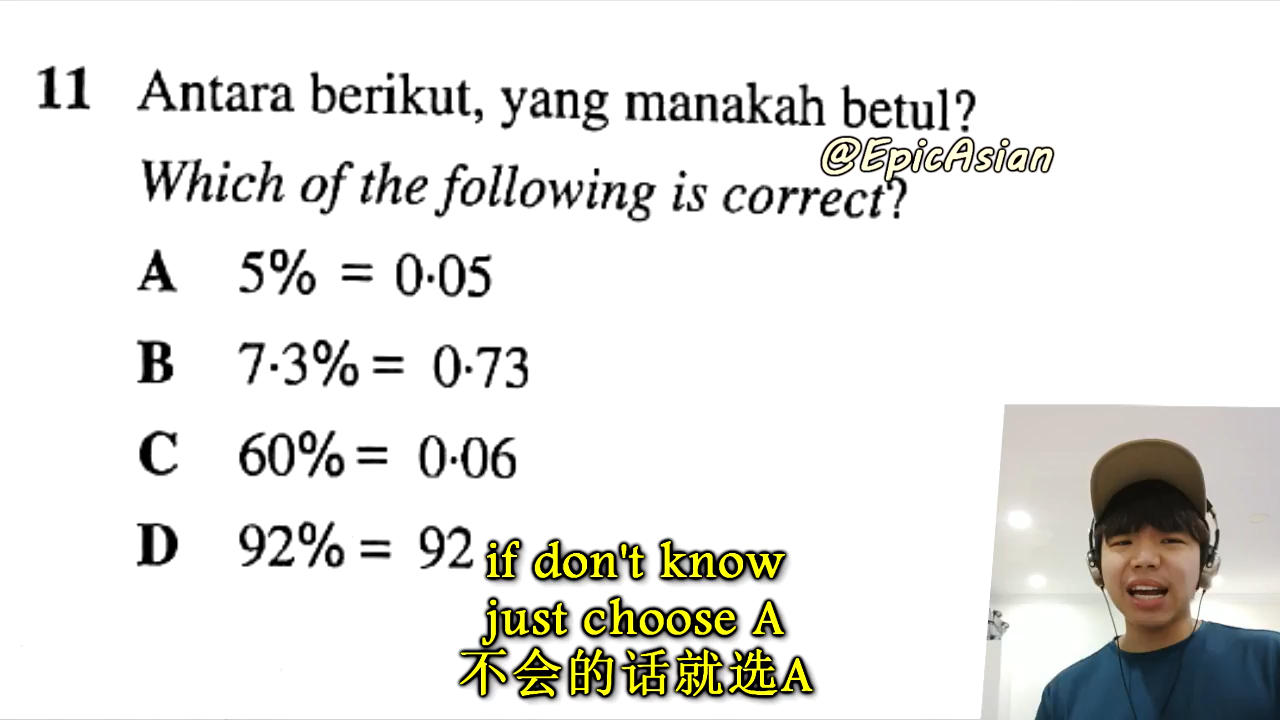 11 Antara berikut, yang manakah betul?
@EpicAsian
Which of the following is correct?
A 5% = 0·05
B 7·3% = 0·73
C 60% = 0·06
D 92% = 92
if don't know
just choose A
不会的话就选A